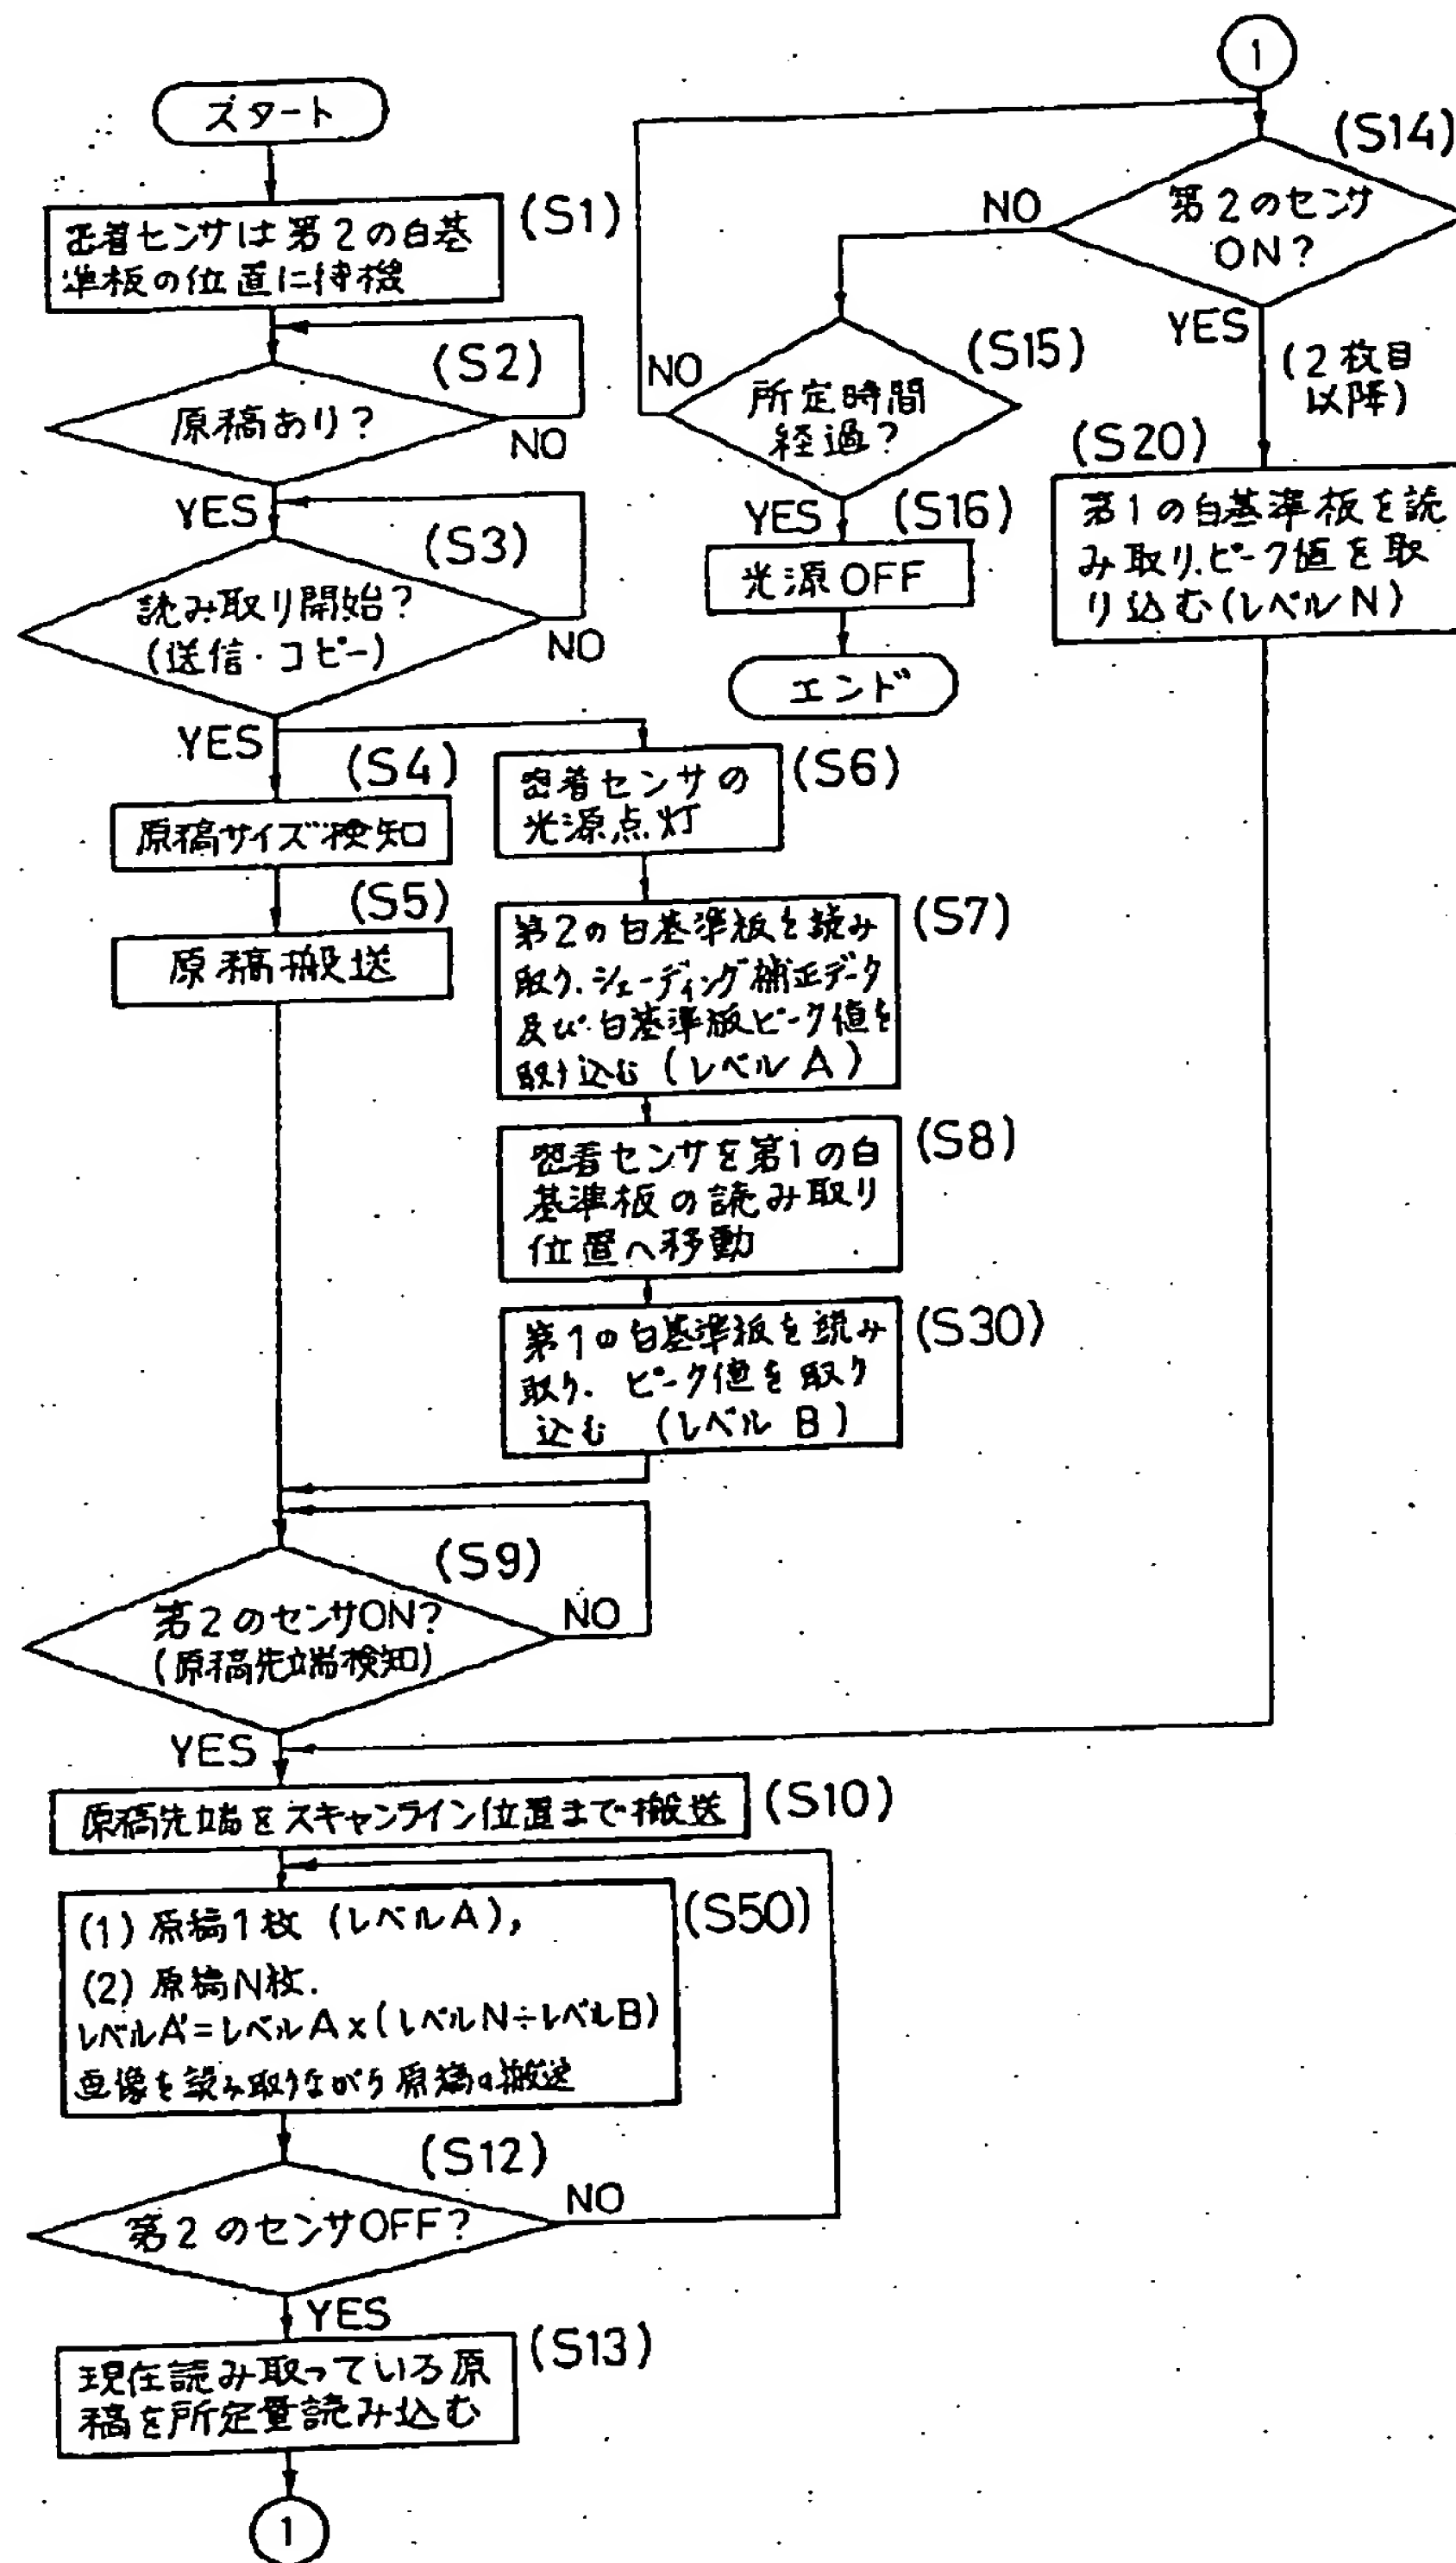 スタート
(S1)
密着センサは第2の白基
準板の位置に待機
(S2)
原稿あり?
NO
YES
(S3)
読み取り開始?
(送信・コピー)
NO
YES
(S4)
原稿サイズ検知
(S5)
原稿搬送
(S6)
密着センサの
光源点灯
(S7)
第2の白基準板を読み
取り、シェーディング補正データ
及び白基準版ピーク値を
取り込む(レベルA)
(S8)
密着センサを第1の白
基準板の読み取り
位置へ移動
(S30)
第1の白基準板を読み
取り、ピーク値を取り
込む (レベルB)
(S9)
第2のセンサON?
(原稿先端検知)
NO
YES
(S10)
原稿先端をスキャンライン位置まで搬送
(S50)
(1) 原稿1枚 (レベルA),
(2) 原稿N枚.
レベルA'=レベルA×(レベルN÷レベルB)
画像を読み取りながら原稿の搬送
(S12)
第2のセンサOFF?
NO
YES
(S13)
現在読み取っている原
稿を所定量読み込む
1
1
(S14)
第2のセンサ
ON?
NO
YES
(2枚目
以降)
(S15)
所定時間
経過?
NO
YES
(S16)
光源OFF
エンド
(S20)
第1の白基準板を読
み取り、ピーク値を取
り込む(レベルN)